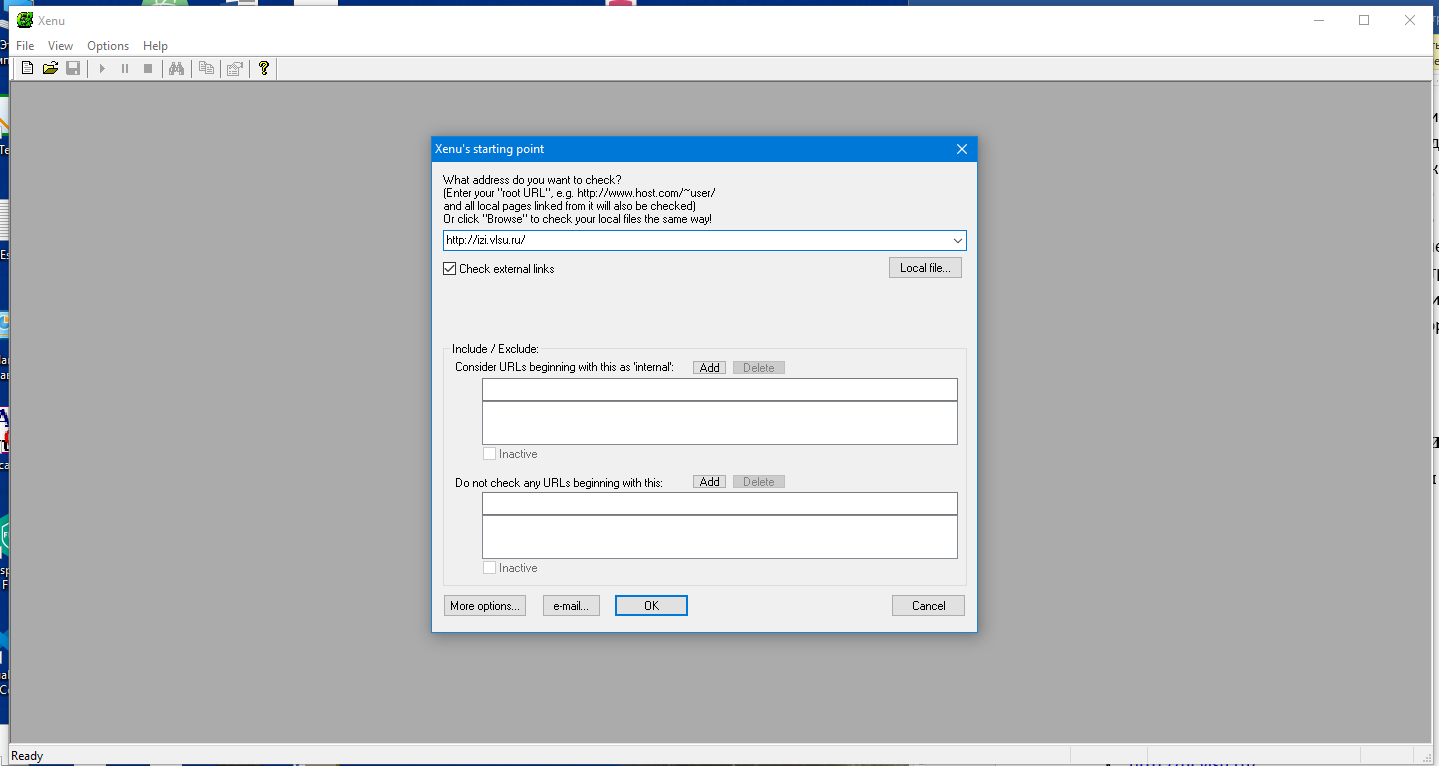 Xenu
File View Options Help
Xenu's starting point
What address do you want to check?
(Enter your "root URL", e.g. http://www.host.com/~user/
and all local pages linked from it will also be checked)
Or click "Browse" to check your local files the same way!
http://izi.vlsu.ru/
Check external links
Local file...
Include / Exclude:
Consider URLs beginning with this as 'internal': Add Delete
Inactive
Do not check any URLs beginning with this: Add Delete
Inactive
More options... e-mail... OK Cancel
Ready